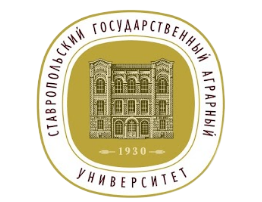 СТАВРОПОЛЬСКИЙ ГОСУДАРСТВЕННЫЙ АГРАРНЫЙ
1930
УНИВЕРСИТЕТ